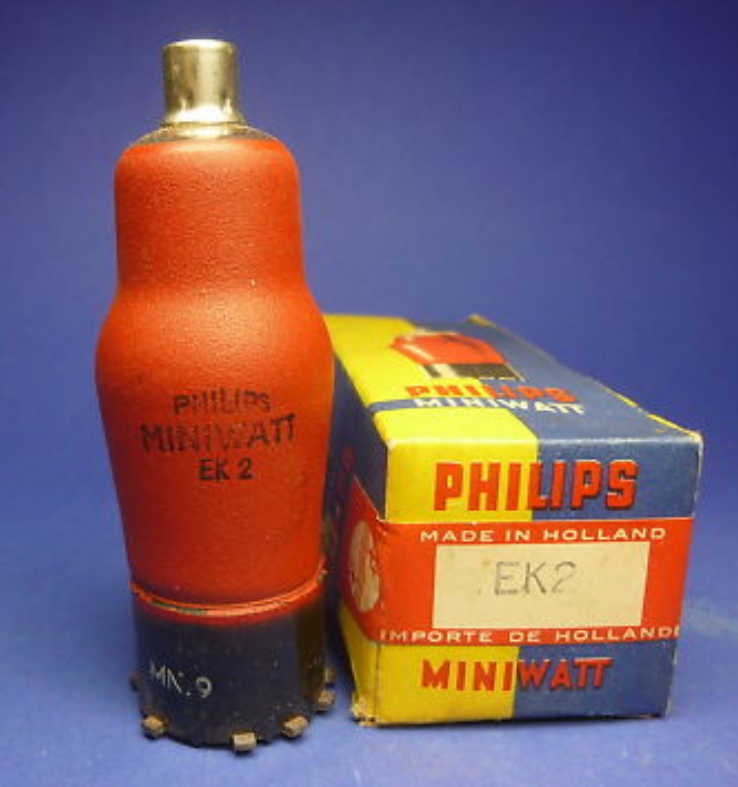 PHILIPS
MINIWATT
EK 2
MN.9
PHILIPS
MINIWATT
PHILIPS
MADE IN HOLLAND
EK2
IMPORTE DE HOLLANDE
MINIWATT